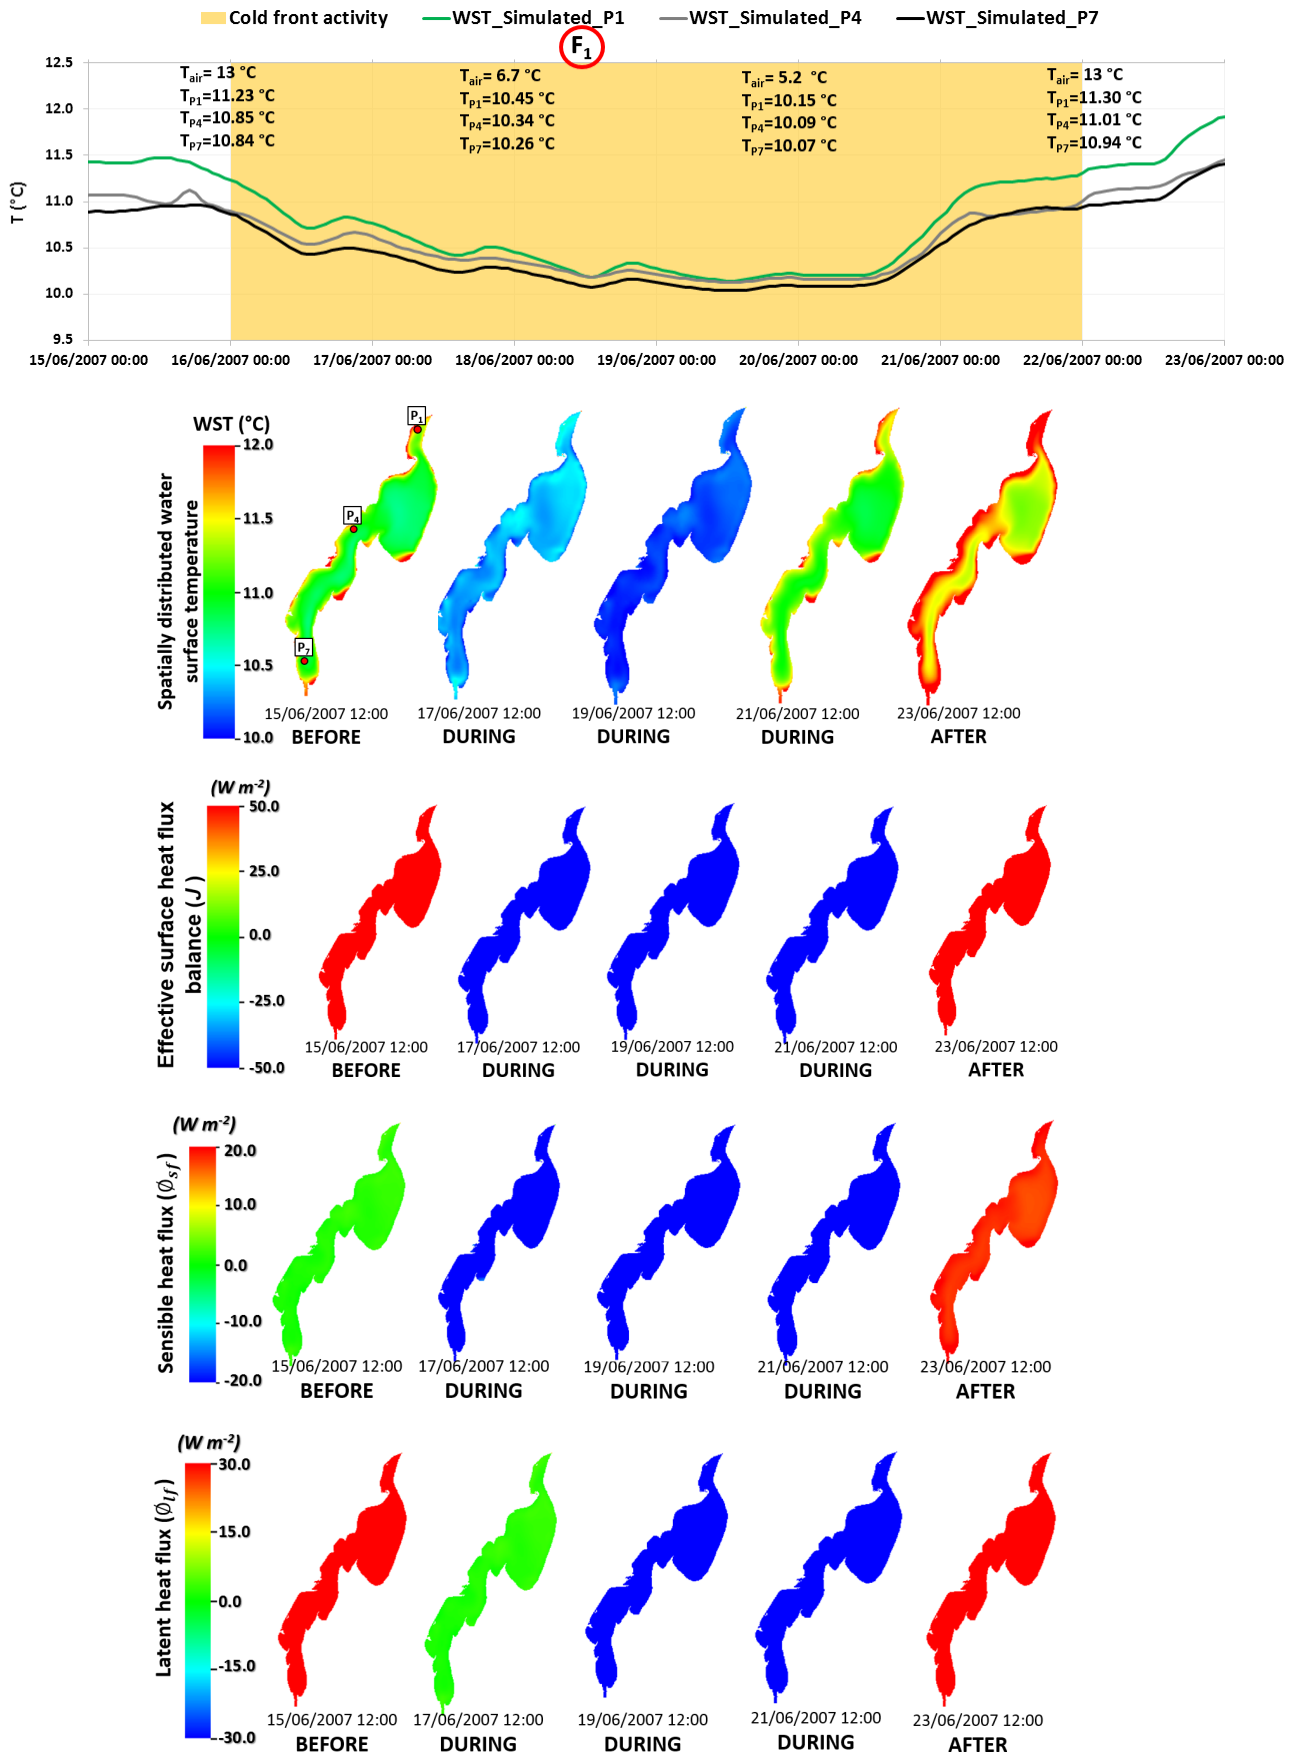 Cold front activity WST_Simulated_P1 WST_Simulated_P4 WST_Simulated_P7
F1
12.5
12.0
11.5
11.0
10.5
10.0
9.5
T (°C)
Tair= 13 °C
TP1=11.23 °C
TP4=10.85 °C
TP7=10.84 °C
Tair= 6.7 °C
TP1=10.45 °C
TP4=10.34 °C
TP7=10.26 °C
Tair= 5.2 °C
TP1=10.15 °C
TP4=10.09 °C
TP7=10.07 °C
Tair= 13 °C
TP1=11.30 °C
TP4=11.01 °C
TP7=10.94 °C
15/06/2007 00:00 16/06/2007 00:00 17/06/2007 00:00 18/06/2007 00:00 19/06/2007 00:00 20/06/2007 00:00 21/06/2007 00:00 22/06/2007 00:00 23/06/2007 00:00
Spatially distributed water
surface temperature
WST (°C)
12.0
11.5
11.0
10.5
10.0
P1
P4
P7
15/06/2007 12:00 17/06/2007 12:00 19/06/2007 12:00 21/06/2007 12:00 23/06/2007 12:00
BEFORE DURING DURING DURING AFTER
Effective surface heat flux
balance (J)
(W m-2)
50.0
25.0
0.0
-25.0
-50.0
15/06/2007 12:00 17/06/2007 12:00 19/06/2007 12:00 21/06/2007 12:00 23/06/2007 12:00
BEFORE DURING DURING DURING AFTER
Sensible heat flux (∅sf)
(W m-2)
20.0
10.0
0.0
-10.0
-20.0
15/06/2007 12:00 17/06/2007 12:00 19/06/2007 12:00 21/06/2007 12:00 23/06/2007 12:00
BEFORE DURING DURING DURING AFTER
Latent heat flux (∅lf)
(W m-2)
30.0
15.0
0.0
-15.0
-30.0
15/06/2007 12:00 17/06/2007 12:00 19/06/2007 12:00 21/06/2007 12:00 23/06/2007 12:00
BEFORE DURING DURING DURING AFTER